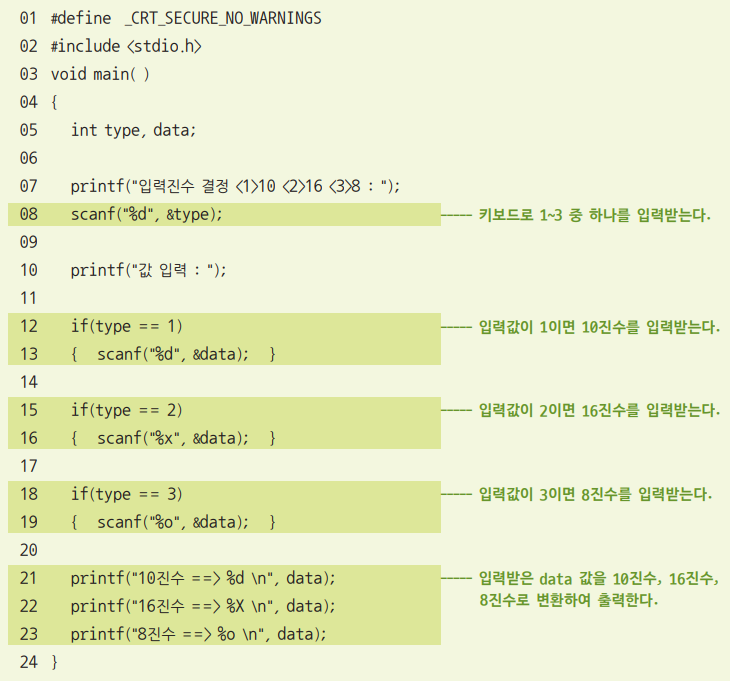 01 #define _CRT_SECURE_NO_WARNINGS
02 #include <stdio.h>
03 void main( )
04 {
05 int type, data;
06
07 printf("입력진수 결정 <1>10 <2>16 <3>8 : ");
08 scanf("%d", &type); 키보드로 1~3 중 하나를 입력받는다.
09
10 printf("값 입력 : ");
11
12 if(type == 1) 입력값이 1이면 10진수를 입력받는다.
13 { scanf("%d", &data); }
14
15 if(type == 2) 입력값이 2이면 16진수를 입력받는다.
16 { scanf("%x", &data); }
17
18 if(type == 3) 입력값이 3이면 8진수를 입력받는다.
19 { scanf("%o", &data); }
20
21 printf("10진수 ==> %d \n", data); 입력받은 data 값을 10진수, 16진수,
22 printf("16진수 ==> %X \n", data); 8진수로 변환하여 출력한다.
23 printf("8진수 ==> %o \n", data);
24 }